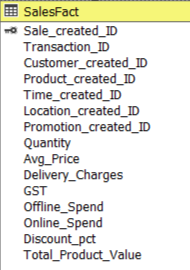 SalesFact
Sale_created_ID
Transaction_ID
Customer_created_ID
Product_created_ID
Time_created_ID
Location_created_ID
Promotion_created_ID
Quantity
Avg_Price
Delivery_Charges
GST
Offline_Spend
Online_Spend
Discount_pct
Total_Product_Value